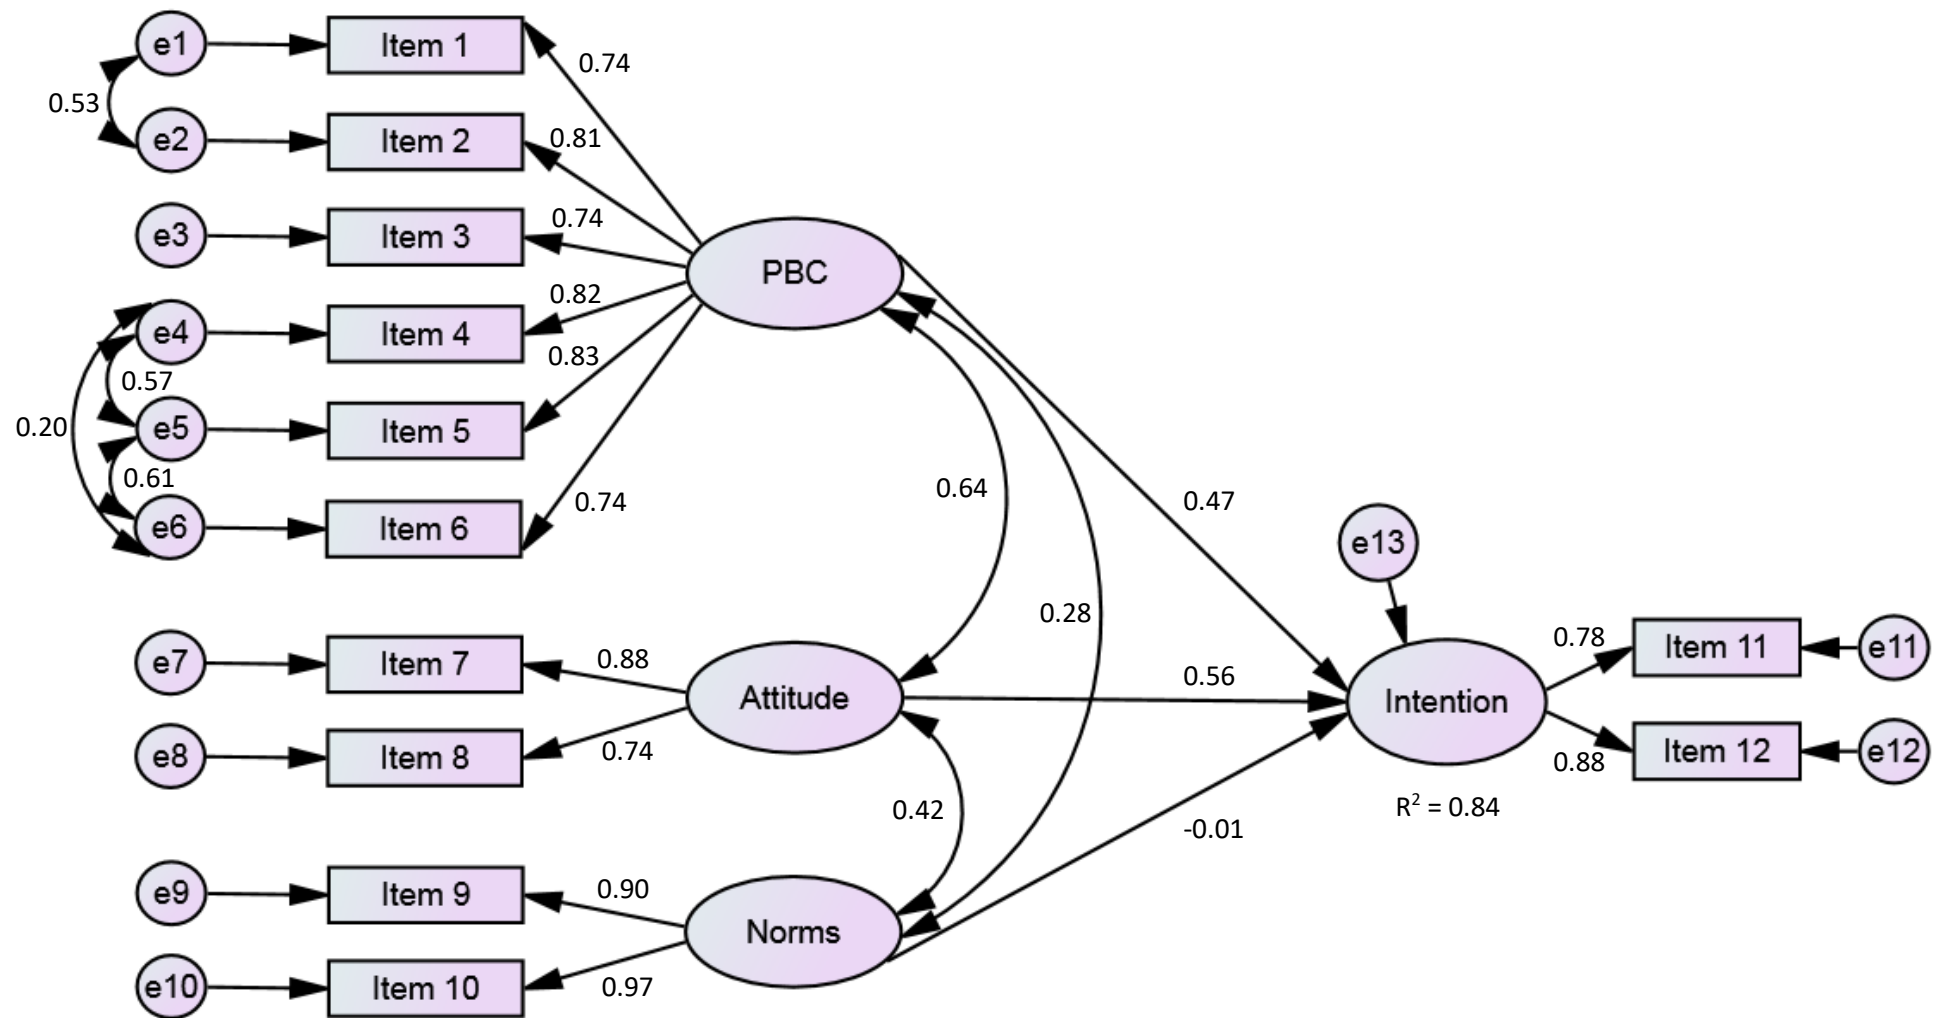 e1
Item 1
0.74
0.53
e2
Item 2
0.81
e3
Item 3
0.74
PBC
e4
Item 4
0.82
0.57
0.83
0.20
e5
Item 5
0.61
e6
Item 6
0.74
0.64
0.47
e13
0.28
e7
Item 7
0.88
0.78
Item 11
e11
Attitude
0.56
Intention
e8
Item 8
0.74
0.88
Item 12
e12
0.42
R² = 0.84
-0.01
e9
Item 9
0.90
Norms
e10
Item 10
0.97